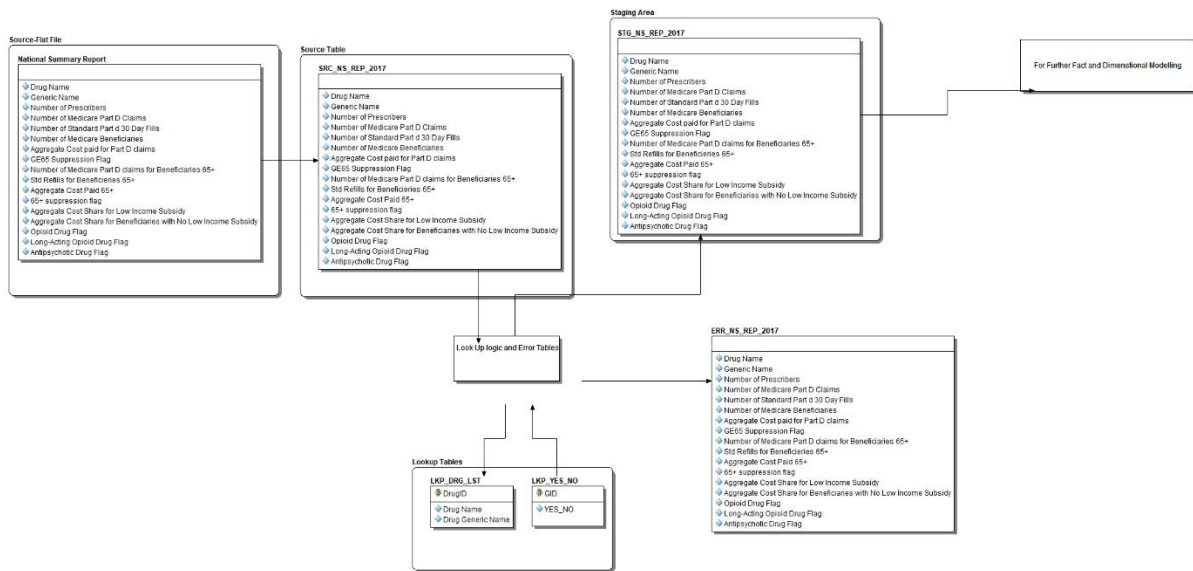 Source-Flat File
National Summary Report
Drug Name
Generic Name
Number of Prescribers
Number of Medicare Part D Claims
Number of Standard Part d 30 Day Fills
Number of Medicare Beneficiaries
Aggregate Cost paid for Part D claims
GE65 Suppression Flag
Number of Medicare Part D claims for Beneficiaries 65+
Std Refills for Beneficieries 65+
Aggregate Cost Paid 65+
65+ suppression flag
Aggregate Cost Share for Low Income Subsidy
Aggregate Cost Share for Beneficiaries with No Low Income Subsidy
Opioid Drug Flag
Long-Acting Opioid Drug Flag
Antipsychotic Drug Flag
Source Table
SRC_NS_REP_2017
Drug Name
Generic Name
Number of Prescribers
Number of Medicare Part D Claims
Number of Standard Part d 30 Day Fills
Number of Medicare Beneficiaries
Aggregate Cost paid for Part D claims
GE65 Suppression Flag
Number of Medicare Part D claims for Beneficiaries 65+
Std Refills for Beneficieries 65+
Aggregate Cost Paid 65+
65+ suppression flag
Aggregate Cost Share for Low Income Subsidy
Aggregate Cost Share for Beneficiaries with No Low Income Subsidy
Opioid Drug Flag
Long-Acting Opioid Drug Flag
Antipsychotic Drug Flag
Staging Area
STG_NS_REP_2017
Drug Name
Generic Name
Number of Prescribers
Number of Medicare Part D Claims
Number of Standard Part d 30 Day Fills
Number of Medicare Beneficiaries
Aggregate Cost paid for Part D claims
GE65 Suppression Flag
Number of Medicare Part D claims for Beneficiaries 65+
Std Refills for Beneficieries 65+
Aggregate Cost Paid 65+
65+ suppression flag
Aggregate Cost Share for Low Income Subsidy
Aggregate Cost Share for Beneficiaries with No Low Income Subsidy
Opioid Drug Flag
Long-Acting Opioid Drug Flag
Antipsychotic Drug Flag
For Further Fact and Dimenstional Modelling
Look Up logic and Error Tables
ERR_NS_REP_2017
Drug Name
Generic Name
Number of Prescribers
Number of Medicare Part D Claims
Number of Standard Part d 30 Day Fills
Number of Medicare Beneficiaries
Aggregate Cost paid for Part D claims
GE65 Suppression Flag
Number of Medicare Part D claims for Beneficiaries 65+
Std Refills for Beneficieries 65+
Aggregate Cost Paid 65+
65+ suppression flag
Aggregate Cost Share for Low Income Subsidy
Aggregate Cost Share for Beneficiaries with No Low Income Subsidy
Opioid Drug Flag
Long-Acting Opioid Drug Flag
Antipsychotic Drug Flag
Lookup Tables
LKP_DRG_LST
DrugID
Drug Name
Drug Generic Name
LKP_YES_NO
GID
YES_NO